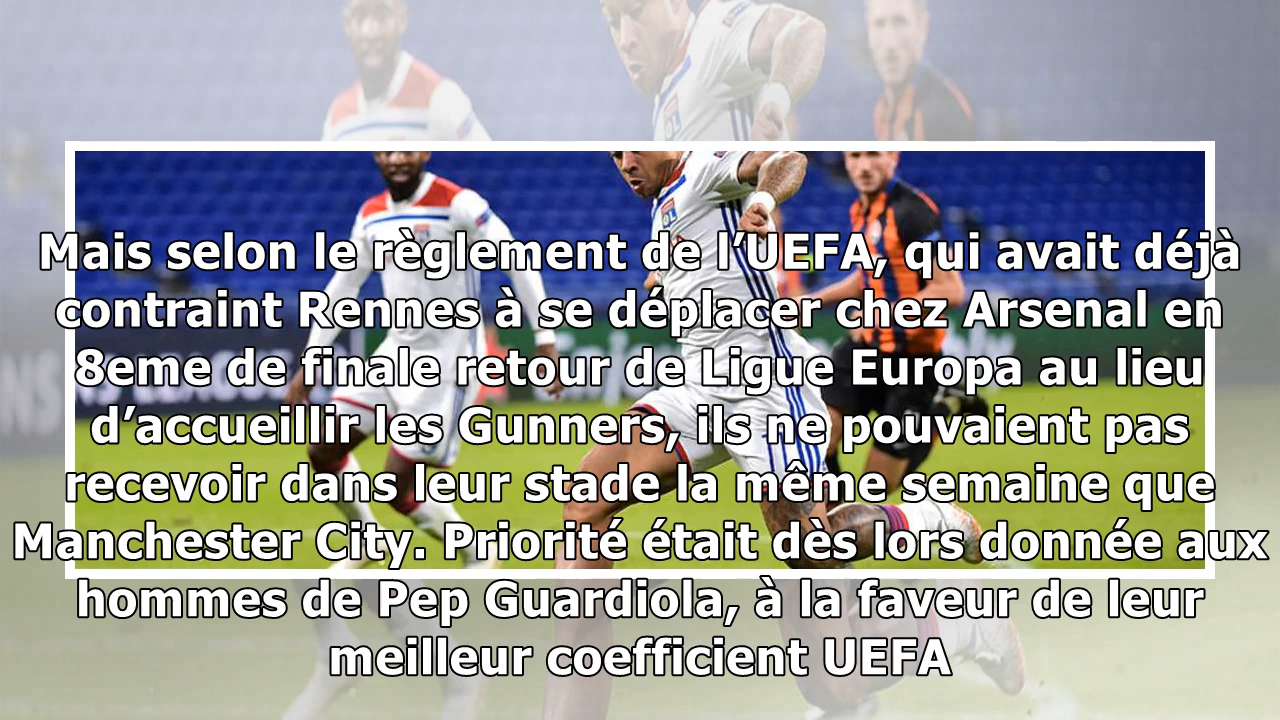 Mais selon le règlement de l’UEFA, qui avait déjà
contraint Rennes à se déplacer chez Arsenal en
8eme de finale retour de Ligue Europa au lieu
d’accueillir les Gunners, ils ne pouvaient pas
recevoir dans leur stade la même semaine que
Manchester City. Priorité était dès lors donnée aux
hommes de Pep Guardiola, à la faveur de leur
meilleur coefficient UEFA